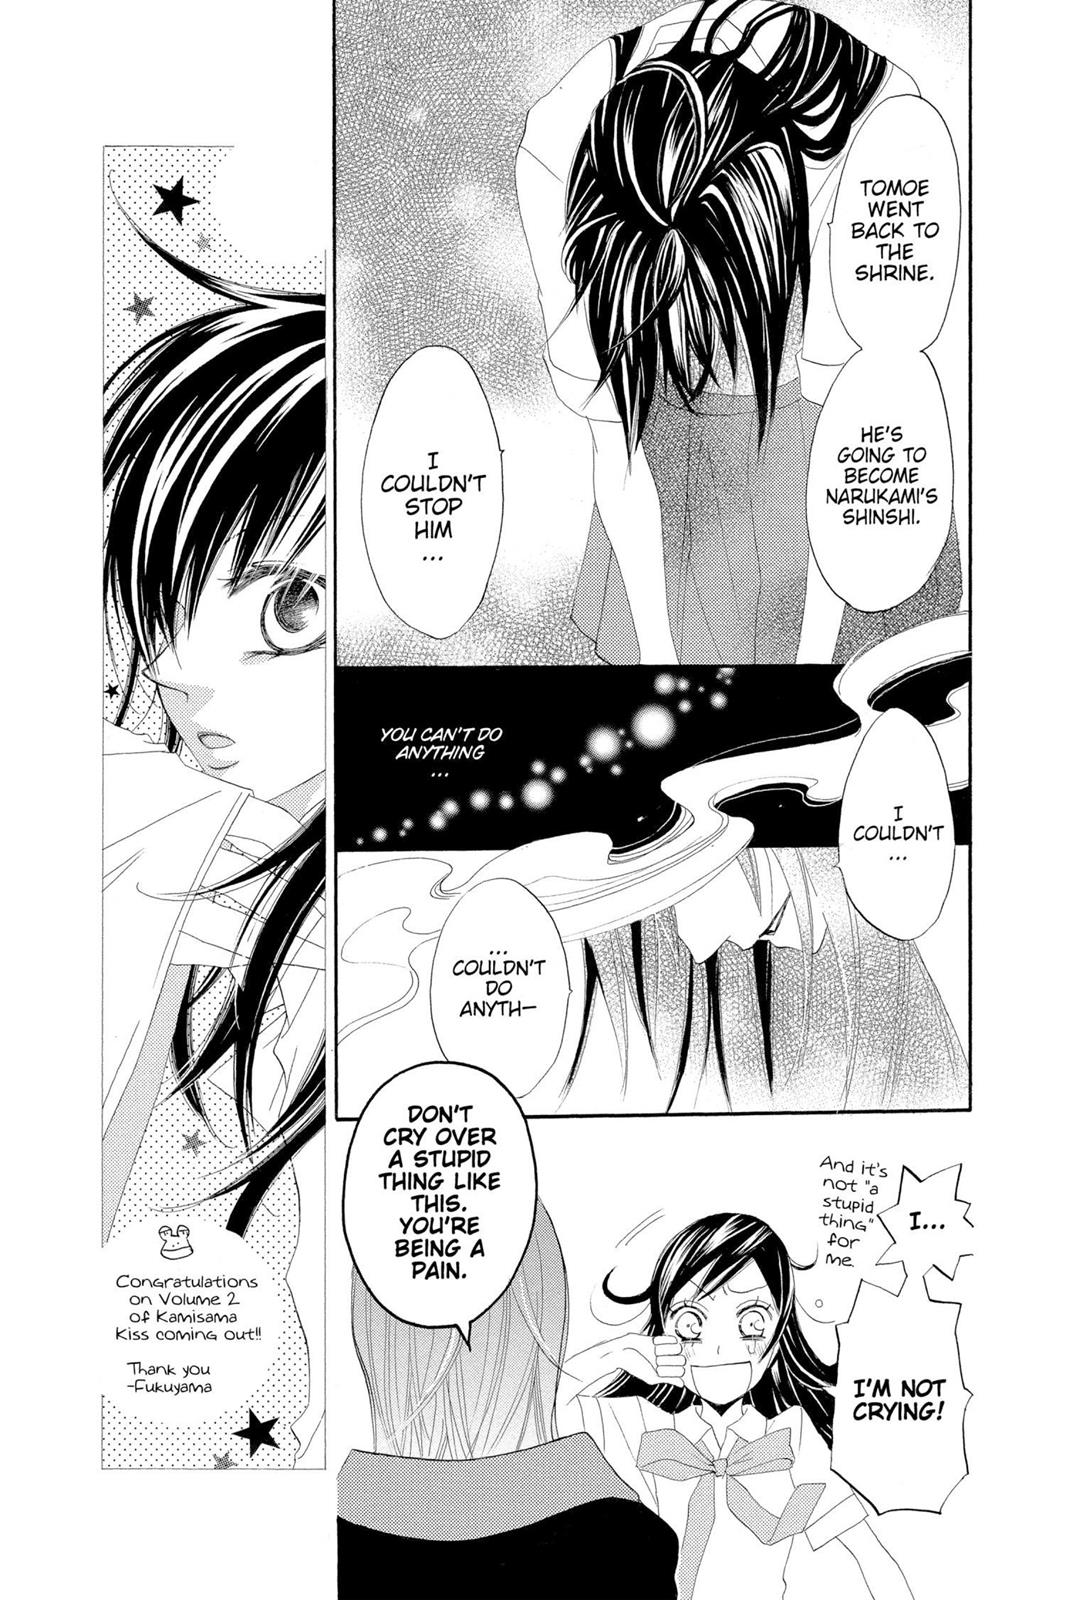 TOMOE
WENT
BACK TO
THE
SHRINE.
HE'S
GOING TO
BECOME
NARUKAMI'S
SHINSHI.
I
COULDN'T
STOP
HIM
...
YOU CAN'T DO
ANYTHING
...
I
COULDN'T
...
...
COULDN'T
DO
ANYTH—
DON'T
CRY OVER
A STUPID
THING LIKE
THIS.
YOU'RE
BEING A
PAIN.
I...
And it's
not "a
stupid
thing"
for
me.
I'M NOT
CRYING!
Congratulations
on Volume 2
of Kamisama
Kiss coming out!!
Thank you
-Fukuyama